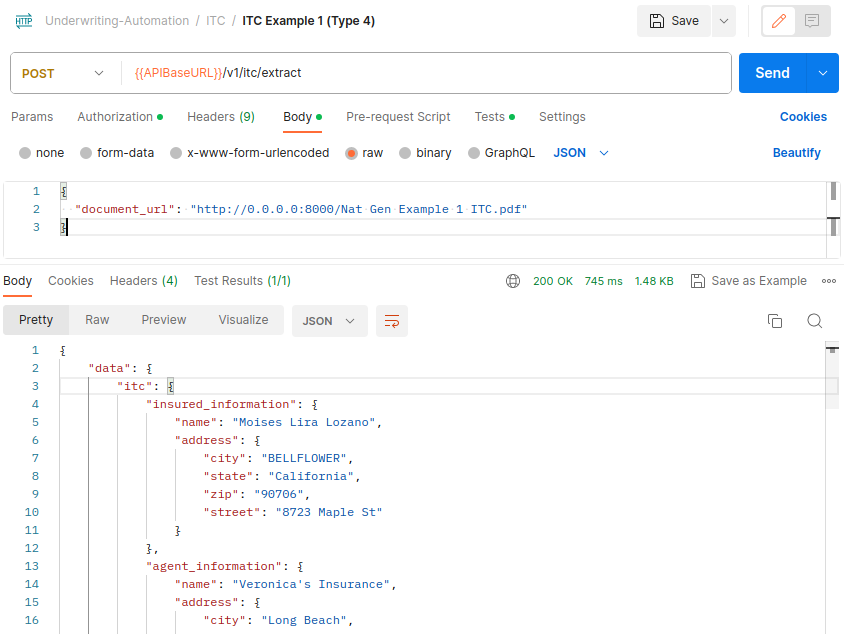 HTTP Underwriting-Automation / ITC / ITC Example 1 (Type 4) Save
POST {{APIBaseURL}}/v1/itc/extract Send
Params Authorization Headers (9) Body Pre-request Script Tests Settings Cookies
none form-data x-www-form-urlencoded raw binary GraphQL JSON Beautify
1 {
2 "document_url": "http://0.0.0.0:8000/Nat Gen Example 1 ITC.pdf"
3 }
Body Cookies Headers (4) Test Results (1/1) 200 OK 745 ms 1.48 KB Save as Example
Pretty Raw Preview Visualize JSON
1 {
2 "data": {
3 "itc": {
4 "insured_information": {
5 "name": "Moises Lira Lozano",
6 "address": {
7 "city": "BELLFLOWER",
8 "state": "California",
9 "zip": "90706",
10 "street": "8723 Maple St"
11 }
12 },
13 "agent_information": {
14 "name": "Veronica's Insurance",
15 "address": {
16 "city": "Long Beach",